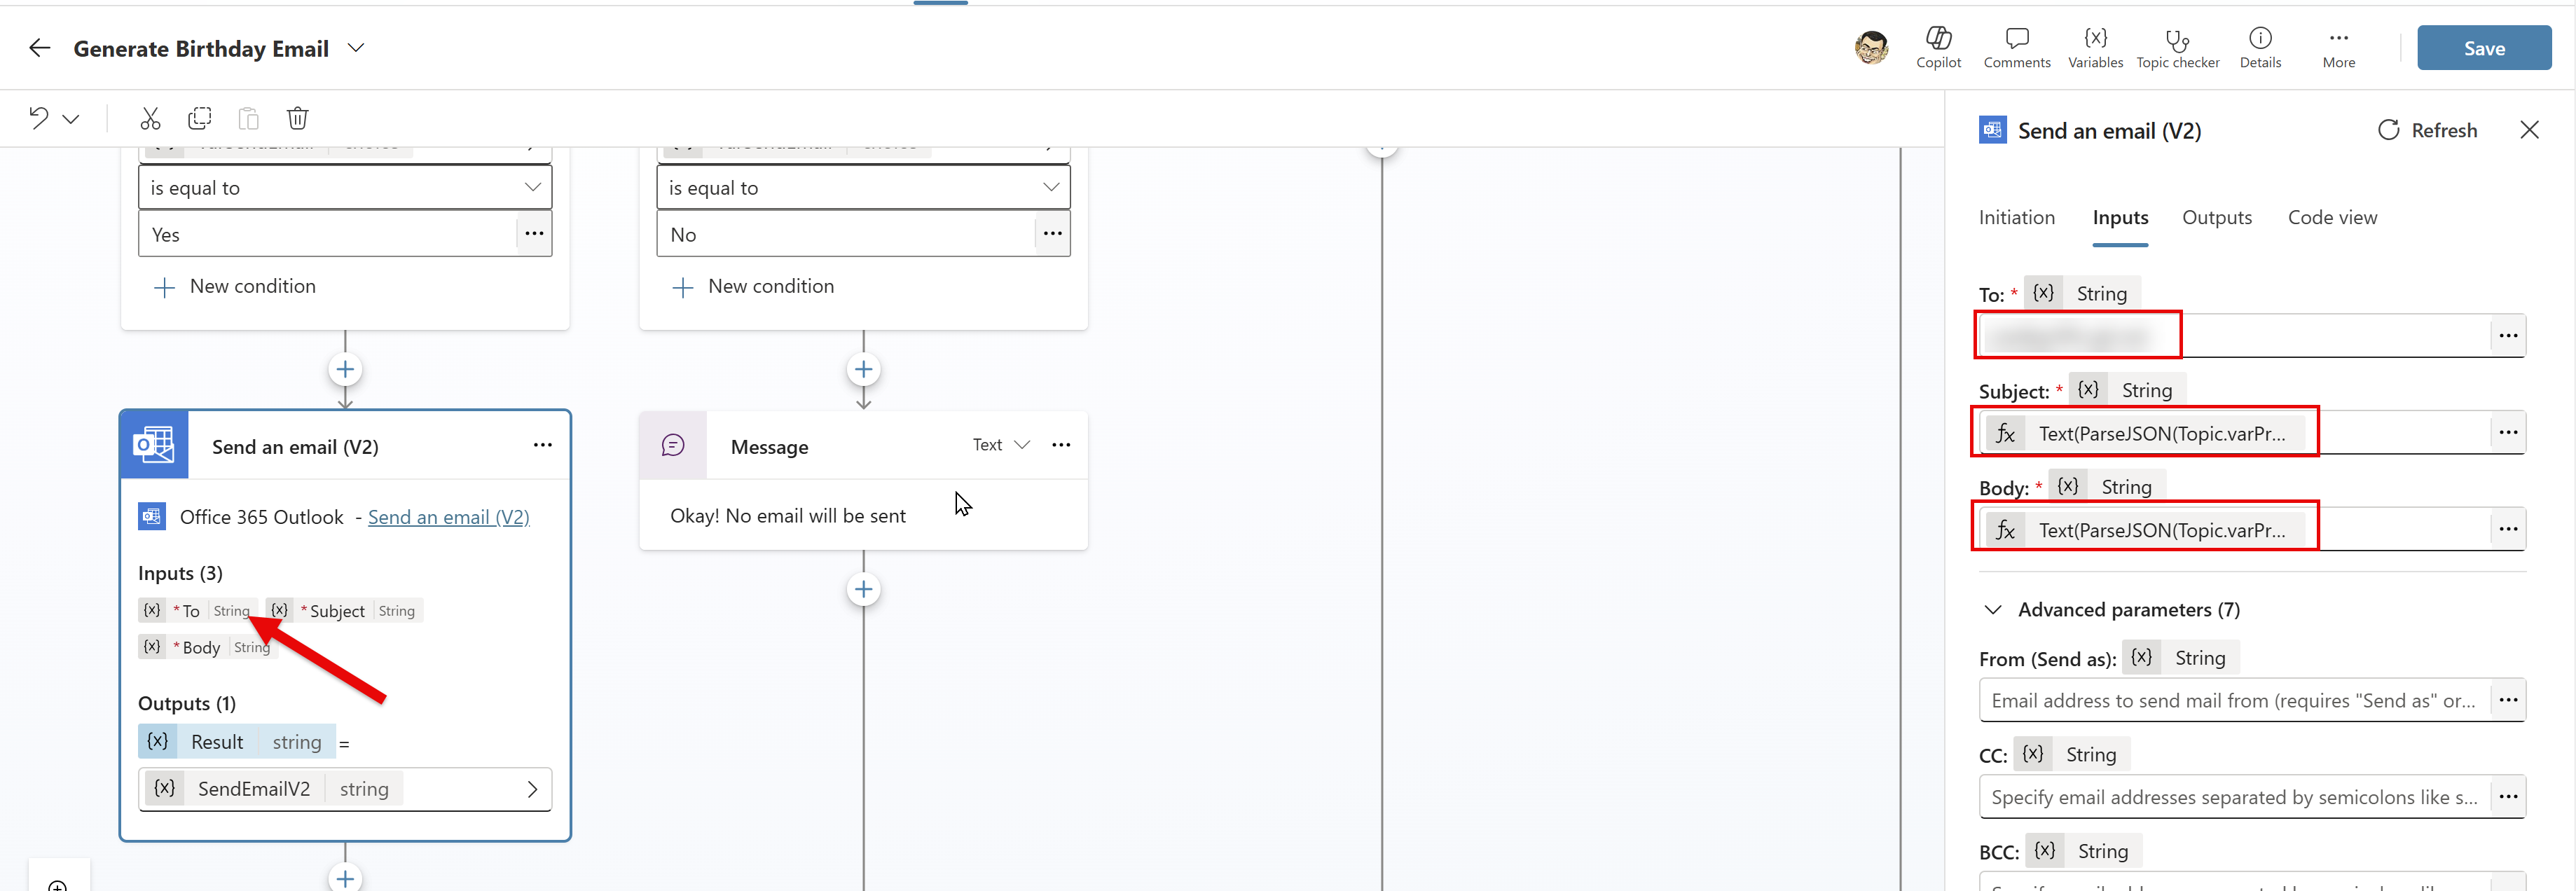 Generate Birthday Email
Copilot
Comments
{x}
Variables
Topic checker
Details
More
Save
is equal to
Yes
New condition
is equal to
No
New condition
Send an email (V2)
Office 365 Outlook - Send an email (V2)
Inputs (3)
{x} * To String {x} * Subject String
{x} * Body String
Outputs (1)
{x} Result string =
{x} SendEmailV2 string
Message Text
Okay! No email will be sent
Send an email (V2) Refresh
Initiation Inputs Outputs Code view
To: * {x} String
Subject: * {x} String
fx Text(ParseJSON(Topic.varPr...
Body: * {x} String
fx Text(ParseJSON(Topic.varPr...
Advanced parameters (7)
From (Send as): {x} String
Email address to send mail from (requires "Send as" or...
CC: {x} String
Specify email addresses separated by semicolons like s...
BCC: {x} String